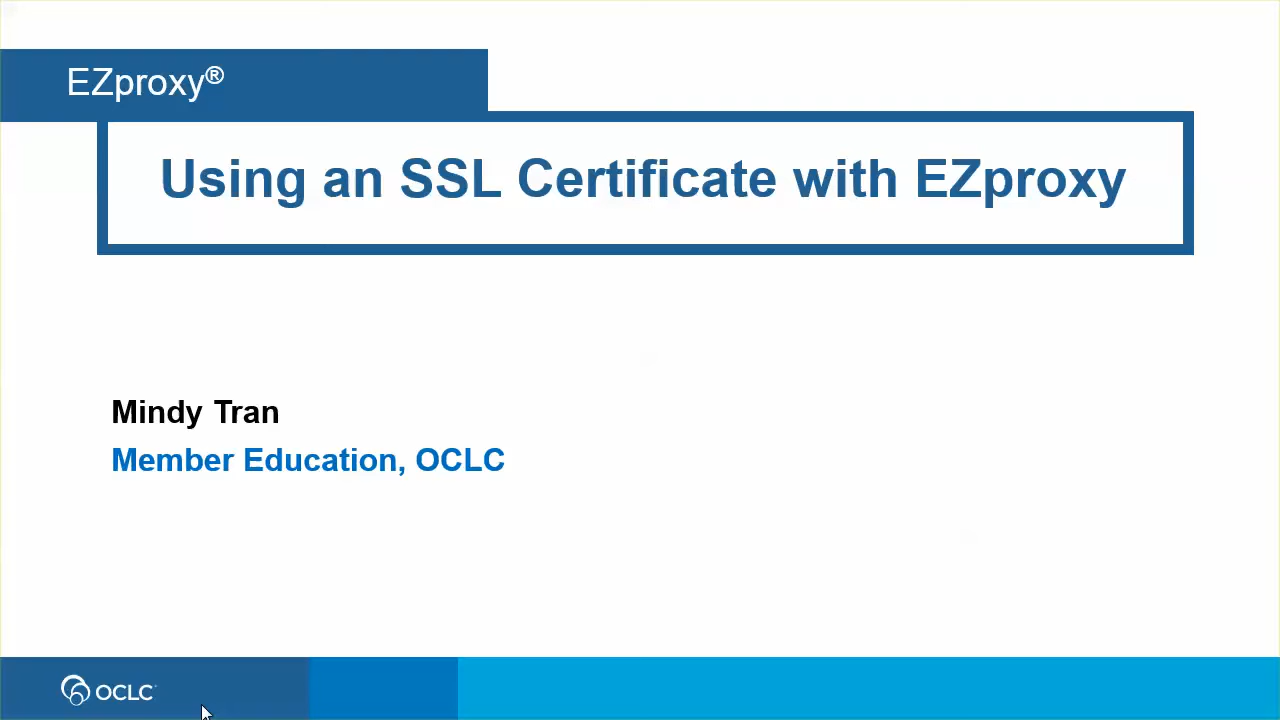 EZproxy®
Using an SSL Certificate with EZproxy
Mindy Tran
Member Education, OCLC
OCLC